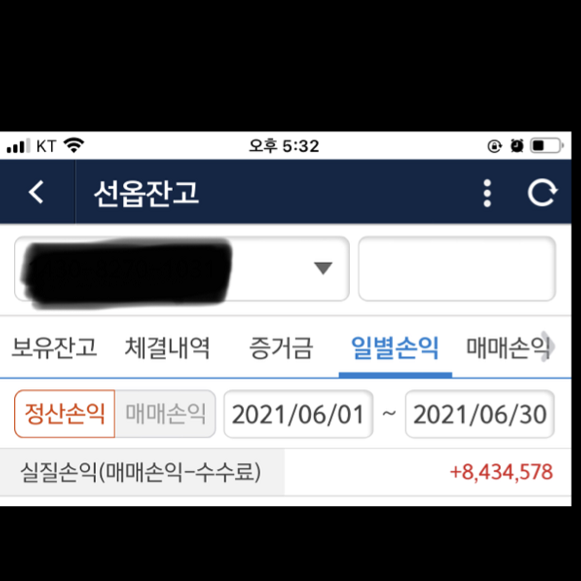 KT 오후 5:32
선옵잔고
보유잔고 체결내역 증거금 일별손익 매매손익
정산손익 매매손익 2021/06/01 ~ 2021/06/30
실질손익(매매손익-수수료) +8,434,578